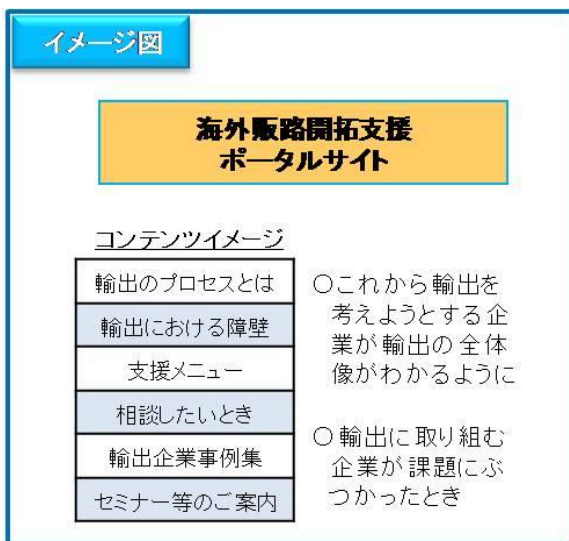 イメージ図
海外販路開拓支援
ポータルサイト
コンテンツイメージ
輸出のプロセスとは
輸出における障壁
支援メニュー
相談したいとき
輸出企業事例集
セミナー等のご案内
○これから輸出を
考えようとする企
業が輸出の全体
像がわかるように
○輸出に取り組む
企業が課題にぶ
つかったとき